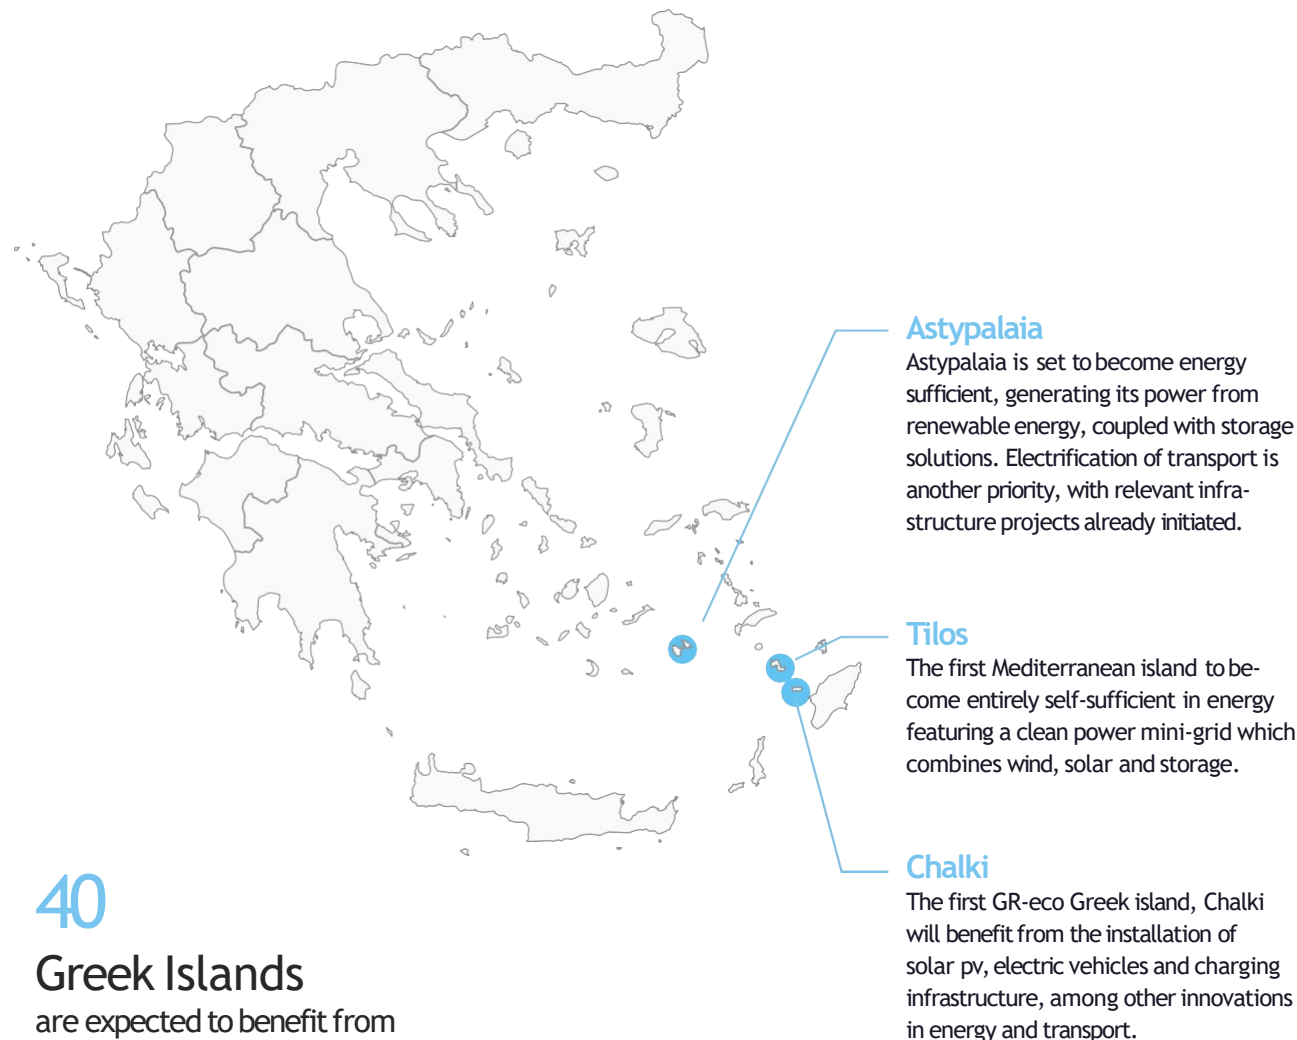 Astypalaia
Astypalaia is set to become energy
sufficient, generating its power from
renewable energy, coupled with storage
solutions. Electrification of transport is
another priority, with relevant infra-
structure projects already initiated.
Tilos
The first Mediterranean island to be-
come entirely self-sufficient in energy
featuring a clean power mini-grid which
combines wind, solar and storage.
Chalki
The first GR-eco Greek island, Chalki
will benefit from the installation of
solar pv, electric vehicles and charging
infrastructure, among other innovations
in energy and transport.
40
Greek Islands
are expected to benefit from